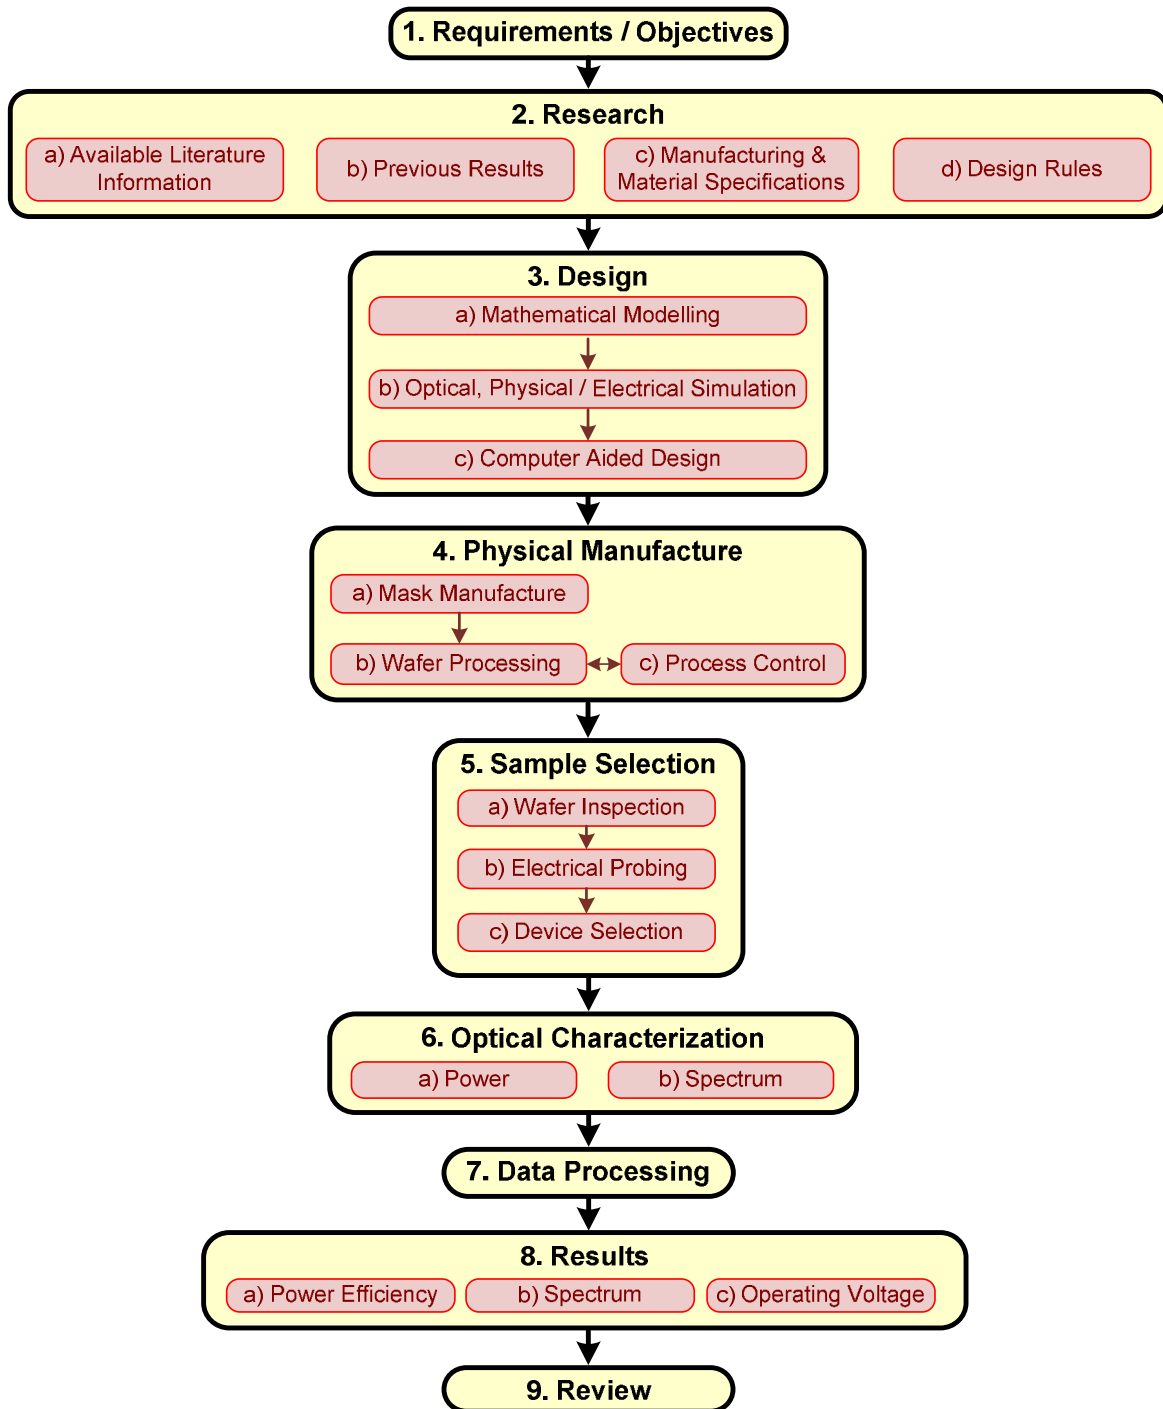 1. Requirements / Objectives
2. Research
a) Available Literature
Information
b) Previous Results
c) Manufacturing &
Material Specifications
d) Design Rules
3. Design
a) Mathematical Modelling
b) Optical, Physical / Electrical Simulation
c) Computer Aided Design
4. Physical Manufacture
a) Mask Manufacture
b) Wafer Processing
c) Process Control
5. Sample Selection
a) Wafer Inspection
b) Electrical Probing
c) Device Selection
6. Optical Characterization
a) Power
b) Spectrum
7. Data Processing
8. Results
a) Power Efficiency
b) Spectrum
c) Operating Voltage
9. Review